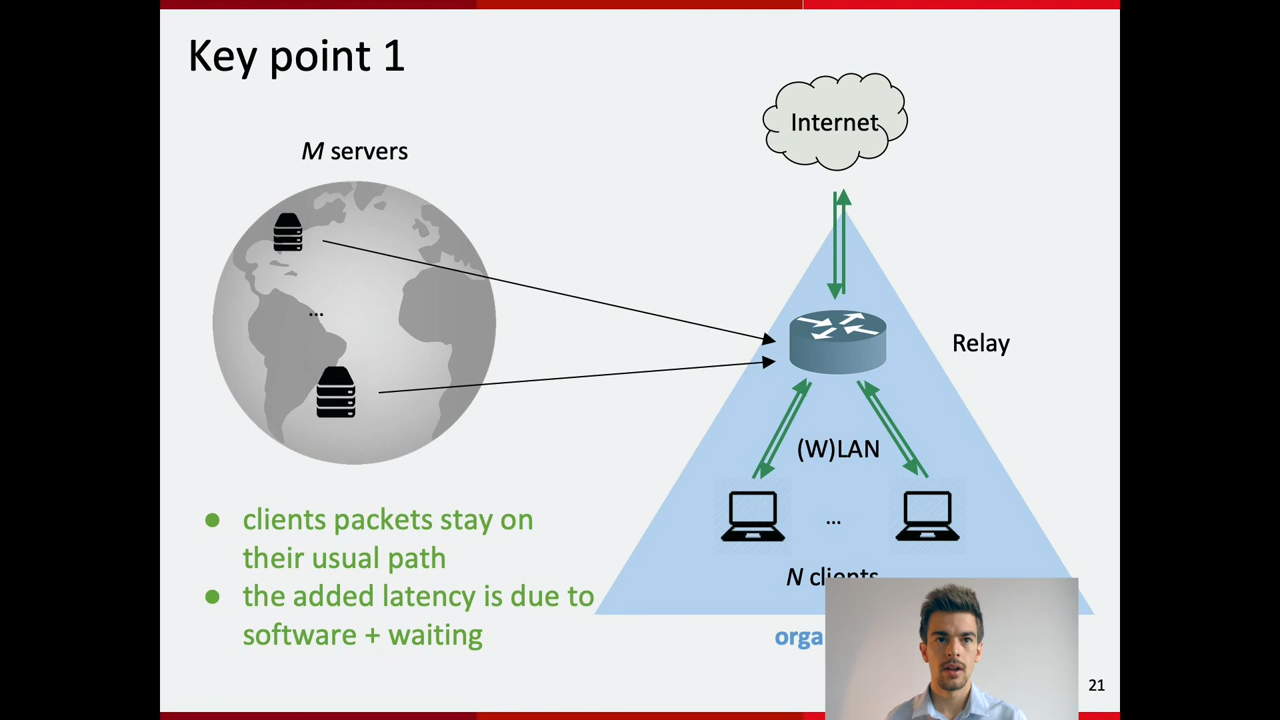 Key point 1
Internet
M servers
...
Relay
(W)LAN
...
N clients
● clients packets stay on
their usual path
● the added latency is due to
software + waiting
21